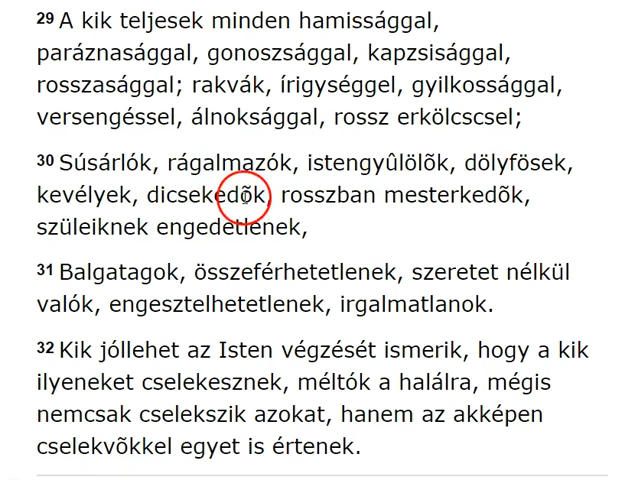 29 A kik teljesek minden hamissággal,
paráznasággal, gonoszsággal, kapzsisággal,
rosszasággal; rakvák, írigységgel, gyilkossággal,
versengéssel, álnoksággal, rossz erkölcscsel;
30 Súsárlók, rágalmazók, istengyûlölõk, dölyfösek,
kevélyek, dicsekedõk, rosszban mesterkedõk,
szüleiknek engedetlenek,
31 Balgatagok, összeférhetetlenek, szeretet nélkül
valók, engesztelhetetlenek, irgalmatlanok.
32 Kik jóllehet az Isten végzését ismerik, hogy a kik
ilyeneket cselekesznek, méltók a halálra, mégis
nemcsak cselekszik azokat, hanem az akképen
cselekvõkkel egyet is értenek.